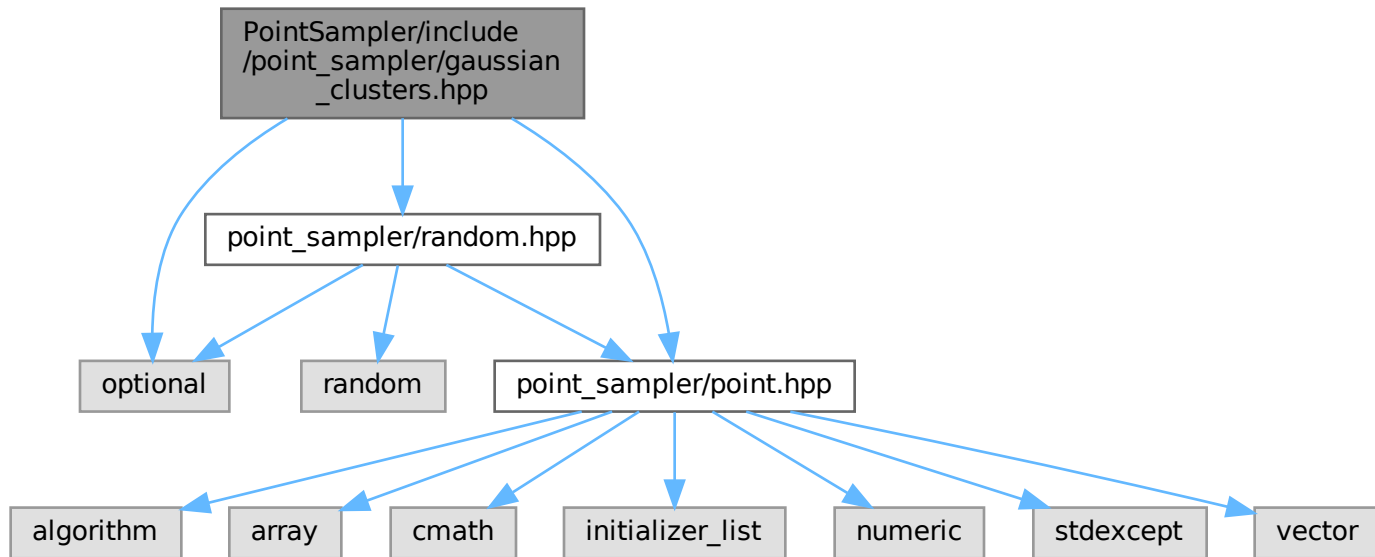 PointSampler/include
/point_sampler/gaussian
_clusters.hpp
point_sampler/random.hpp
optional
random
point_sampler/point.hpp
algorithm
array
cmath
initializer_list
numeric
stdexcept
vector